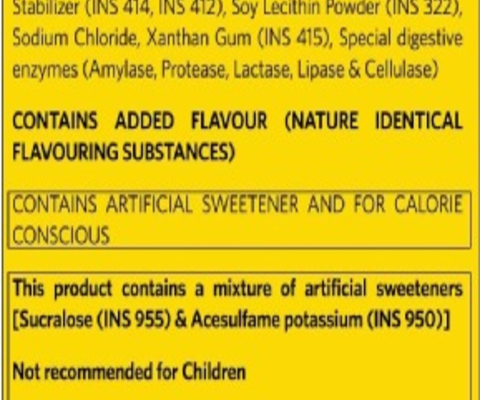 Stabilizer (INS 414, INS 412), Soy Lecithin Powder (INS 322),
Sodium Chloride, Xanthan Gum (INS 415), Special digestive
enzymes (Amylase, Protease, Lactase, Lipase & Cellulase)
CONTAINS ADDED FLAVOUR (NATURE IDENTICAL
FLAVOURING SUBSTANCES)
CONTAINS ARTIFICIAL SWEETENER AND FOR CALORIE
CONSCIOUS
This product contains a mixture of artificial sweeteners
[Sucralose (INS 955) & Acesulfame potassium (INS 950)]
Not recommended for Children